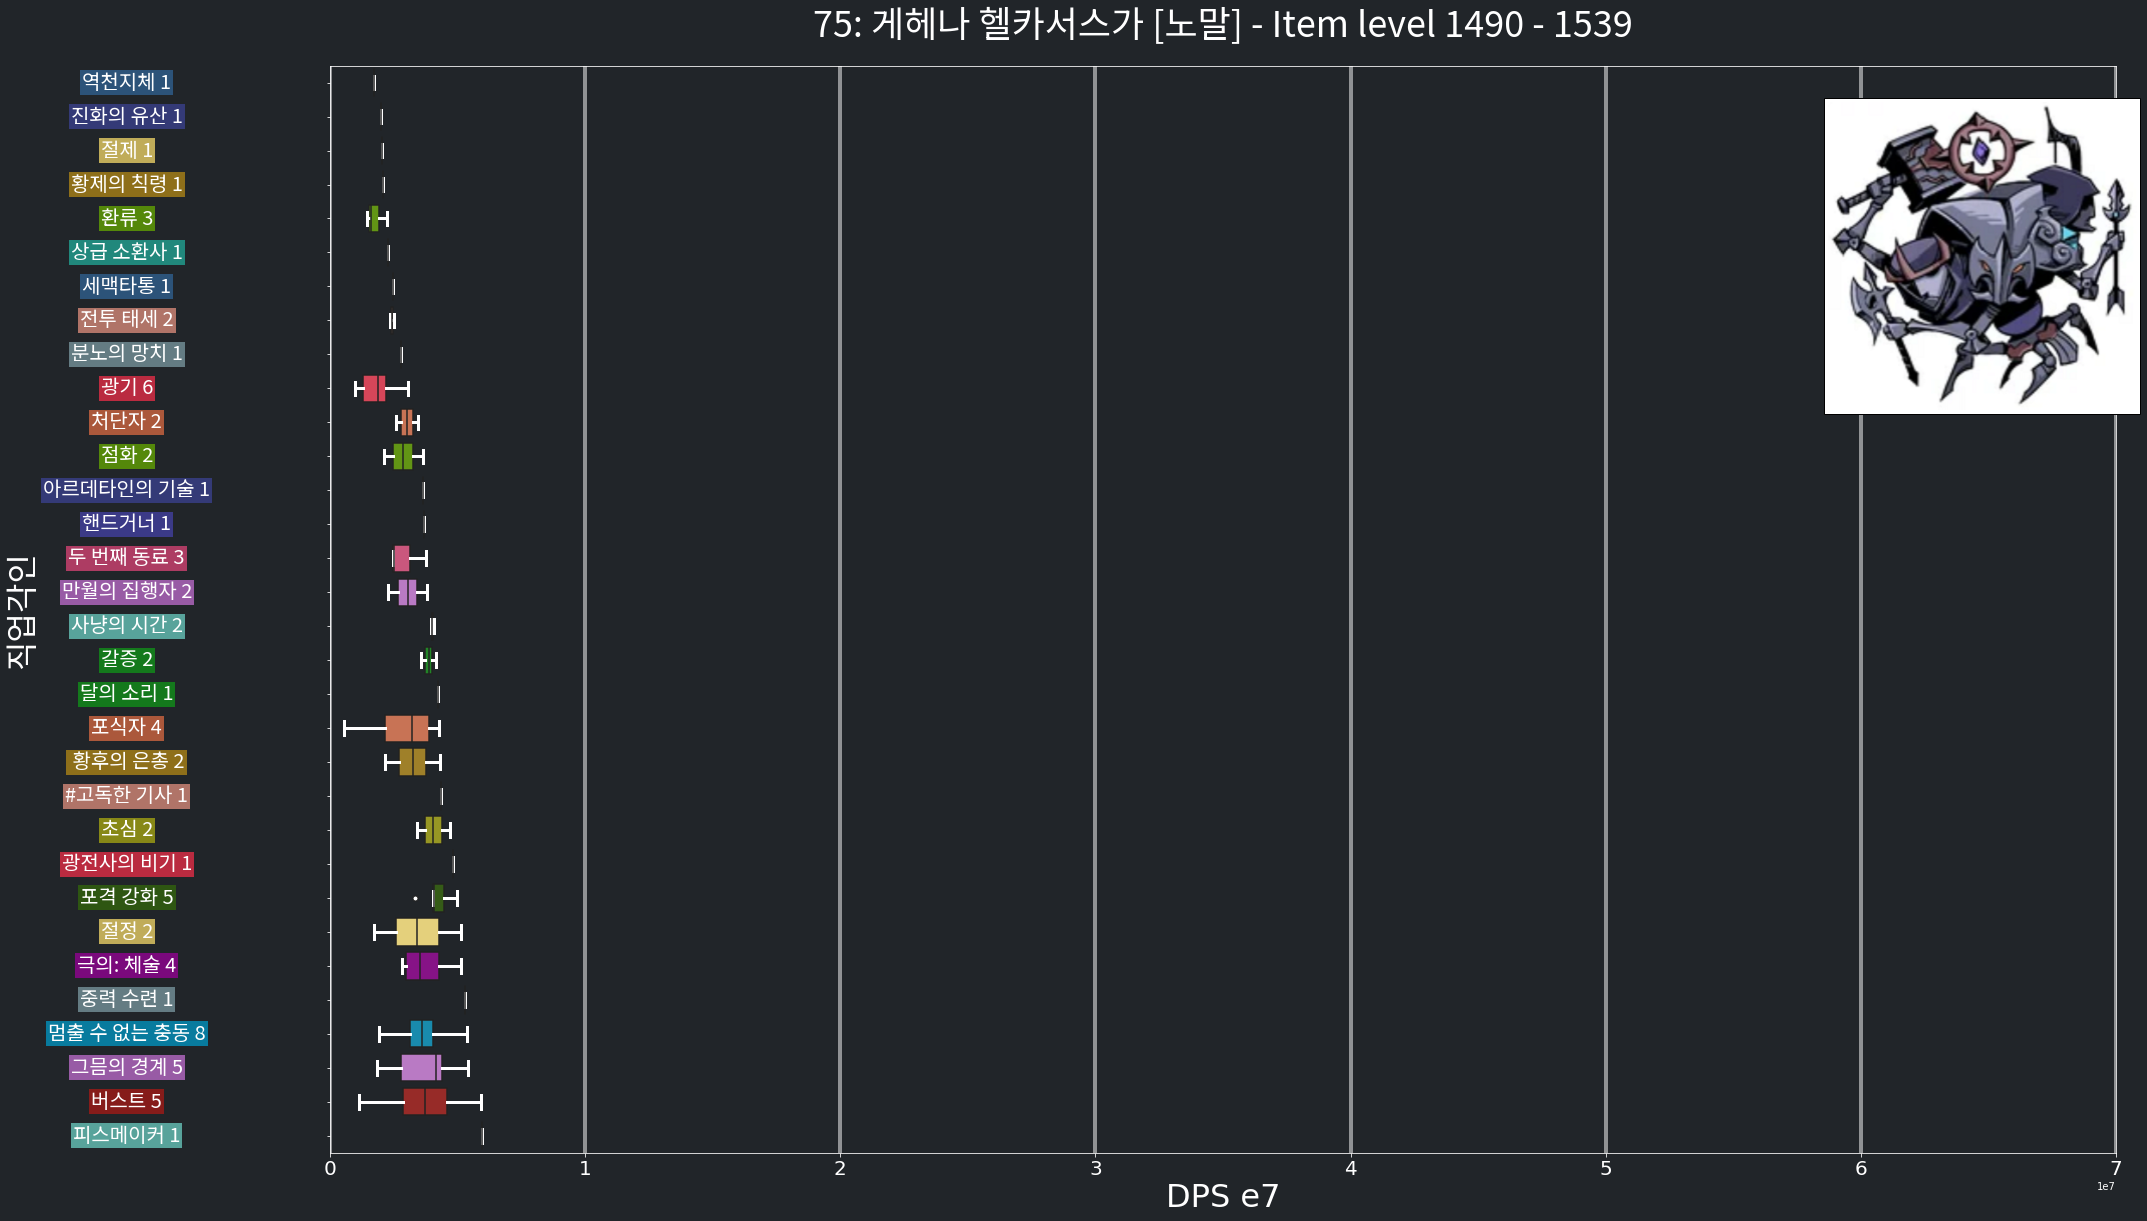 75: 게헤나 헬카서스가 [노말] - Item level 1490 - 1539
역천지체 1
진화의 유산 1
절제 1
황제의 칙령 1
환류 3
상급 소환사 1
세맥타통 1
전투 태세 2
분노의 망치 1
광기 6
처단자 2
점화 2
아르데타인의 기술 1
핸드거너 1
두 번째 동료 3
만월의 집행자 2
사냥의 시간 2
갈증 2
달의 소리 1
포식자 4
황후의 은총 2
#고독한 기사 1
초심 2
광전사의 비기 1
포격 강화 5
절정 2
극의: 체술 4
중력 수련 1
멈출 수 없는 충동 8
그믐의 경계 5
버스트 5
피스메이커 1
직업각인
0 1 2 3 4 5 6 7
1e7
DPS e7